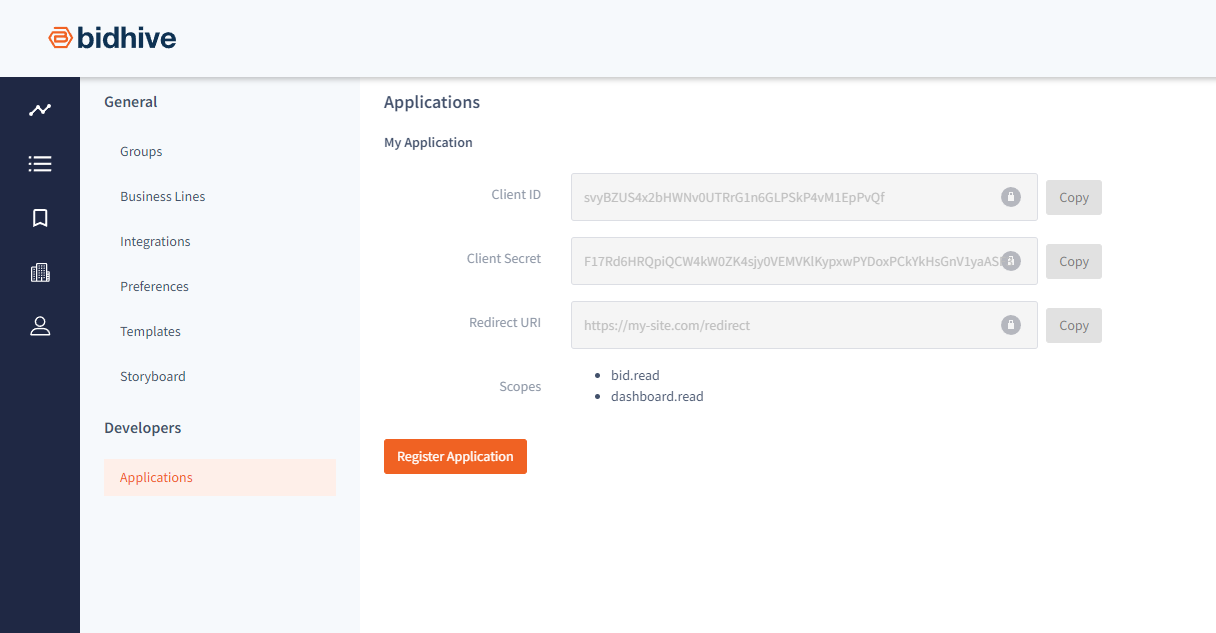 bidhive
General
Groups
Business Lines
Integrations
Preferences
Templates
Storyboard
Developers
Applications
Applications
My Application
Client ID
svyBZUS4x2bHWNv0UTRrG1n6GLPSkP4vM1EpPvQf
Copy
Client Secret
F17Rd6HRQpiQCW4kW0ZK4sjy0VEMVKlKypxwPYDoxPCkYkHsGnV1yaAS
Copy
Redirect URI
https://my-site.com/redirect
Copy
Scopes
bid.read
dashboard.read
Register Application